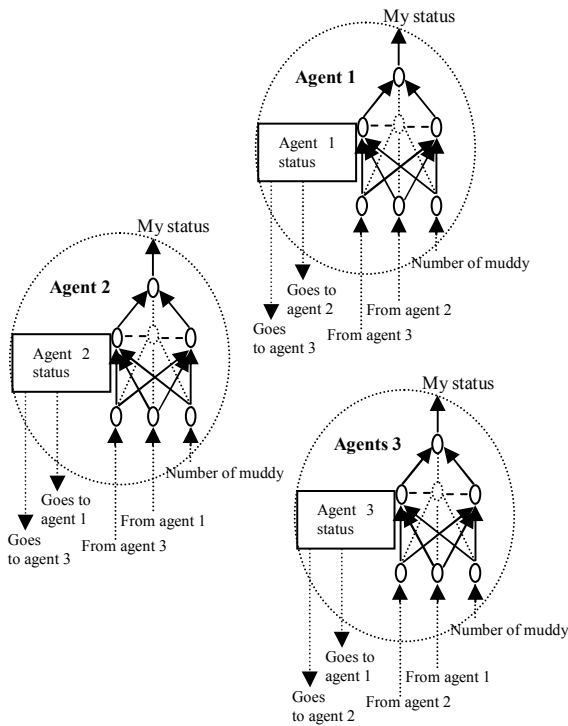 My status
Agent 1
Agent 1
status
Number of muddy
From agent 2
From agent 3
Goes to
agent 2
Goes
to agent 3
My status
Agent 2
Agent 2
status
Number of muddy
From agent 1
From agent 3
Goes to
agent 1
Goes
to agent 3
My status
Agents 3
Agent 3
status
Number of muddy
From agent 1
From agent 2
Goes to
agent 1
Goes
to agent 2